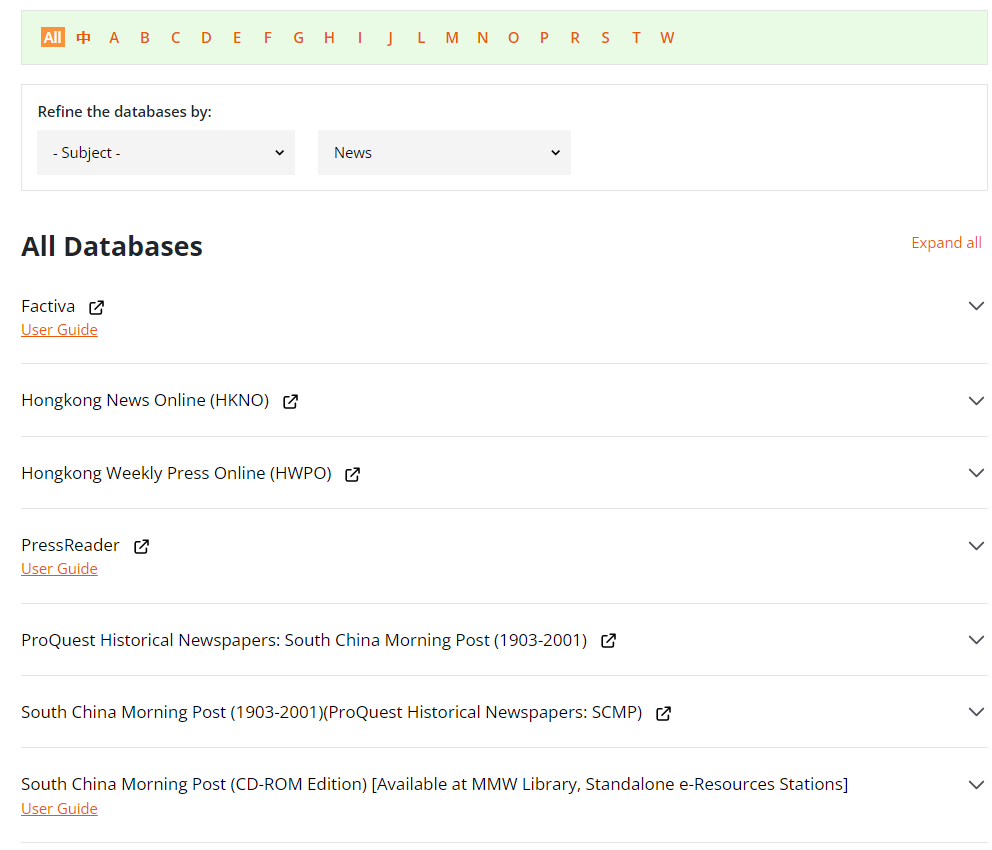 All 中 A B C D E F G H I J L M N O P R S T W
Refine the databases by:
- Subject - News
All Databases
Expand all
Factiva
User Guide
Hongkong News Online (HKNO)
Hongkong Weekly Press Online (HWPO)
PressReader
User Guide
ProQuest Historical Newspapers: South China Morning Post (1903-2001)
South China Morning Post (1903-2001)(ProQuest Historical Newspapers: SCMP)
South China Morning Post (CD-ROM Edition) [Available at MMW Library, Standalone e-Resources Stations]
User Guide